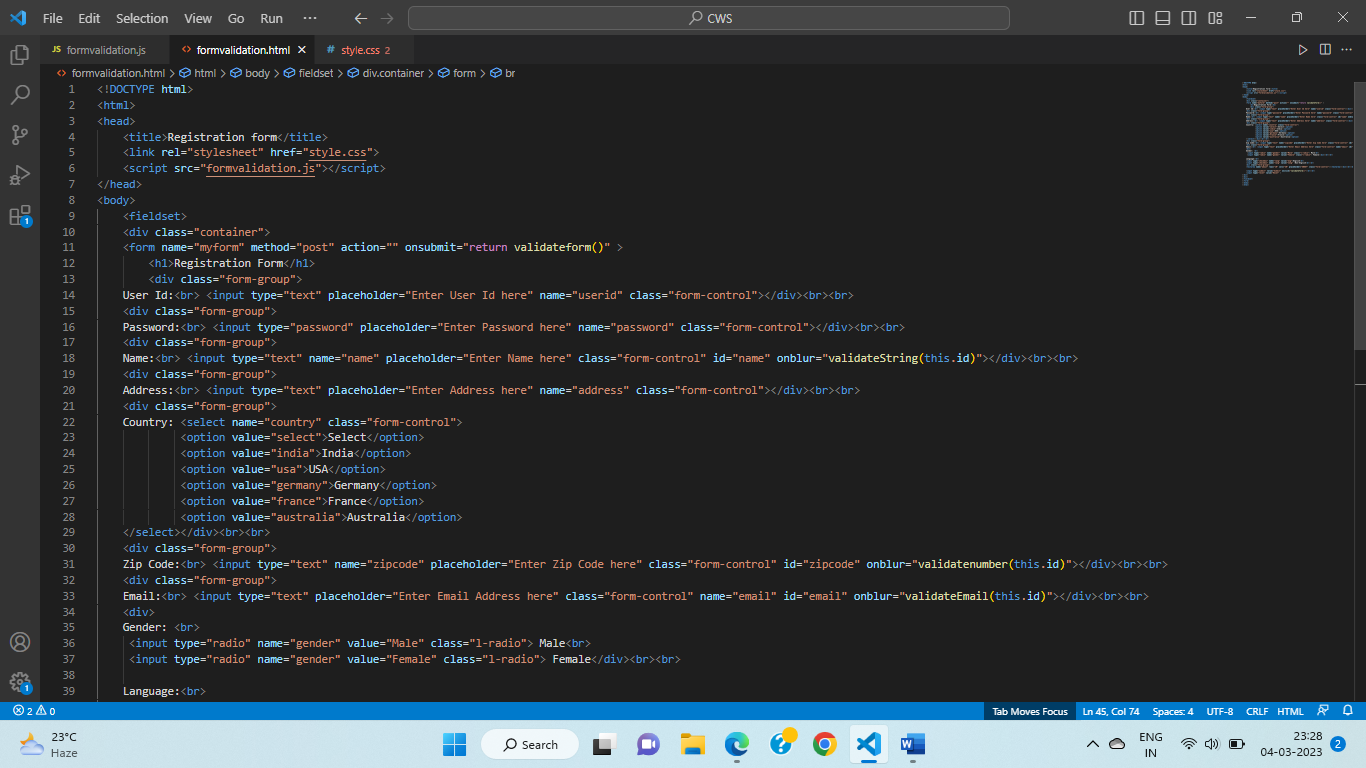 File Edit Selection View Go Run ··· CWS
JS formvalidation.js <> formvalidation.html × # style.css 2
<> formvalidation.html > html > body > fieldset > div.container > form > br
1 <!DOCTYPE html>
2 <html>
3 <head>
4 <title>Registration form</title>
5 <link rel="stylesheet" href="style.css">
6 <script src="formvalidation.js"></script>
7 </head>
8 <body>
9 <fieldset>
10 <div class="container">
11 <form name="myform" method="post" action="" onsubmit="return validateform()" >
12 <h1>Registration Form</h1>
13 <div class="form-group">
14 User Id:<br> <input type="text" placeholder="Enter User Id here" name="userid" class="form-control"></div><br><br>
15 <div class="form-group">
16 Password:<br> <input type="password" placeholder="Enter Password here" name="password" class="form-control"></div><br><br>
17 <div class="form-group">
18 Name:<br> <input type="text" name="name" placeholder="Enter Name here" class="form-control" id="name" onblur="validateString(this.id)"></div><br><br>
19 <div class="form-group">
20 Address:<br> <input type="text" placeholder="Enter Address here" name="address" class="form-control"></div><br><br>
21 <div class="form-group">
22 Country: <select name="country" class="form-control">
23 <option value="select">Select</option>
24 <option value="india">India</option>
25 <option value="usa">USA</option>
26 <option value="germany">Germany</option>
27 <option value="france">France</option>
28 <option value="australia">Australia</option>
29 </select></div><br><br>
30 <div class="form-group">
31 Zip Code:<br> <input type="text" name="zipcode" placeholder="Enter Zip Code here" class="form-control" id="zipcode" onblur="validatenumber(this.id)"></div><br><br>
32 <div class="form-group">
33 Email:<br> <input type="text" placeholder="Enter Email Address here" class="form-control" name="email" id="email" onblur="validateEmail(this.id)"></div><br><br>
34 <div>
35 Gender: <br>
36 <input type="radio" name="gender" value="Male" class="l-radio"> Male<br>
37 <input type="radio" name="gender" value="Female" class="l-radio"> Female</div><br><br>
38
39 Language:<br>
1
1
2 0 Tab Moves Focus Ln 45, Col 74 Spaces: 4 UTF-8 CRLF HTML
23°C
Haze
Search
ENG
IN
23:28
04-03-2023
2